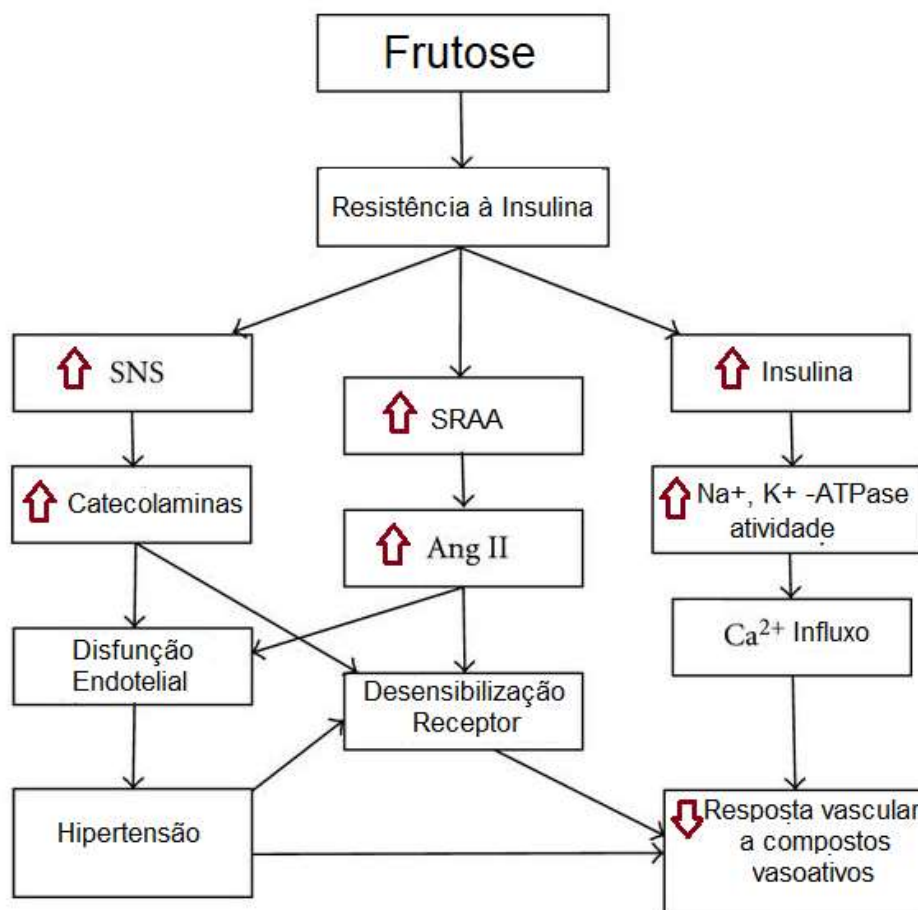 Frutose
Resistência à Insulina
SNS
SRAA
Insulina
Catecolaminas
Ang II
Na+, K+ -ATPase
atividade
Disfunção
Endotelial
Desensibilização
Receptor
Ca²⁺ Influxo
Hipertensão
Resposta vascular
a compostos
vasoativos